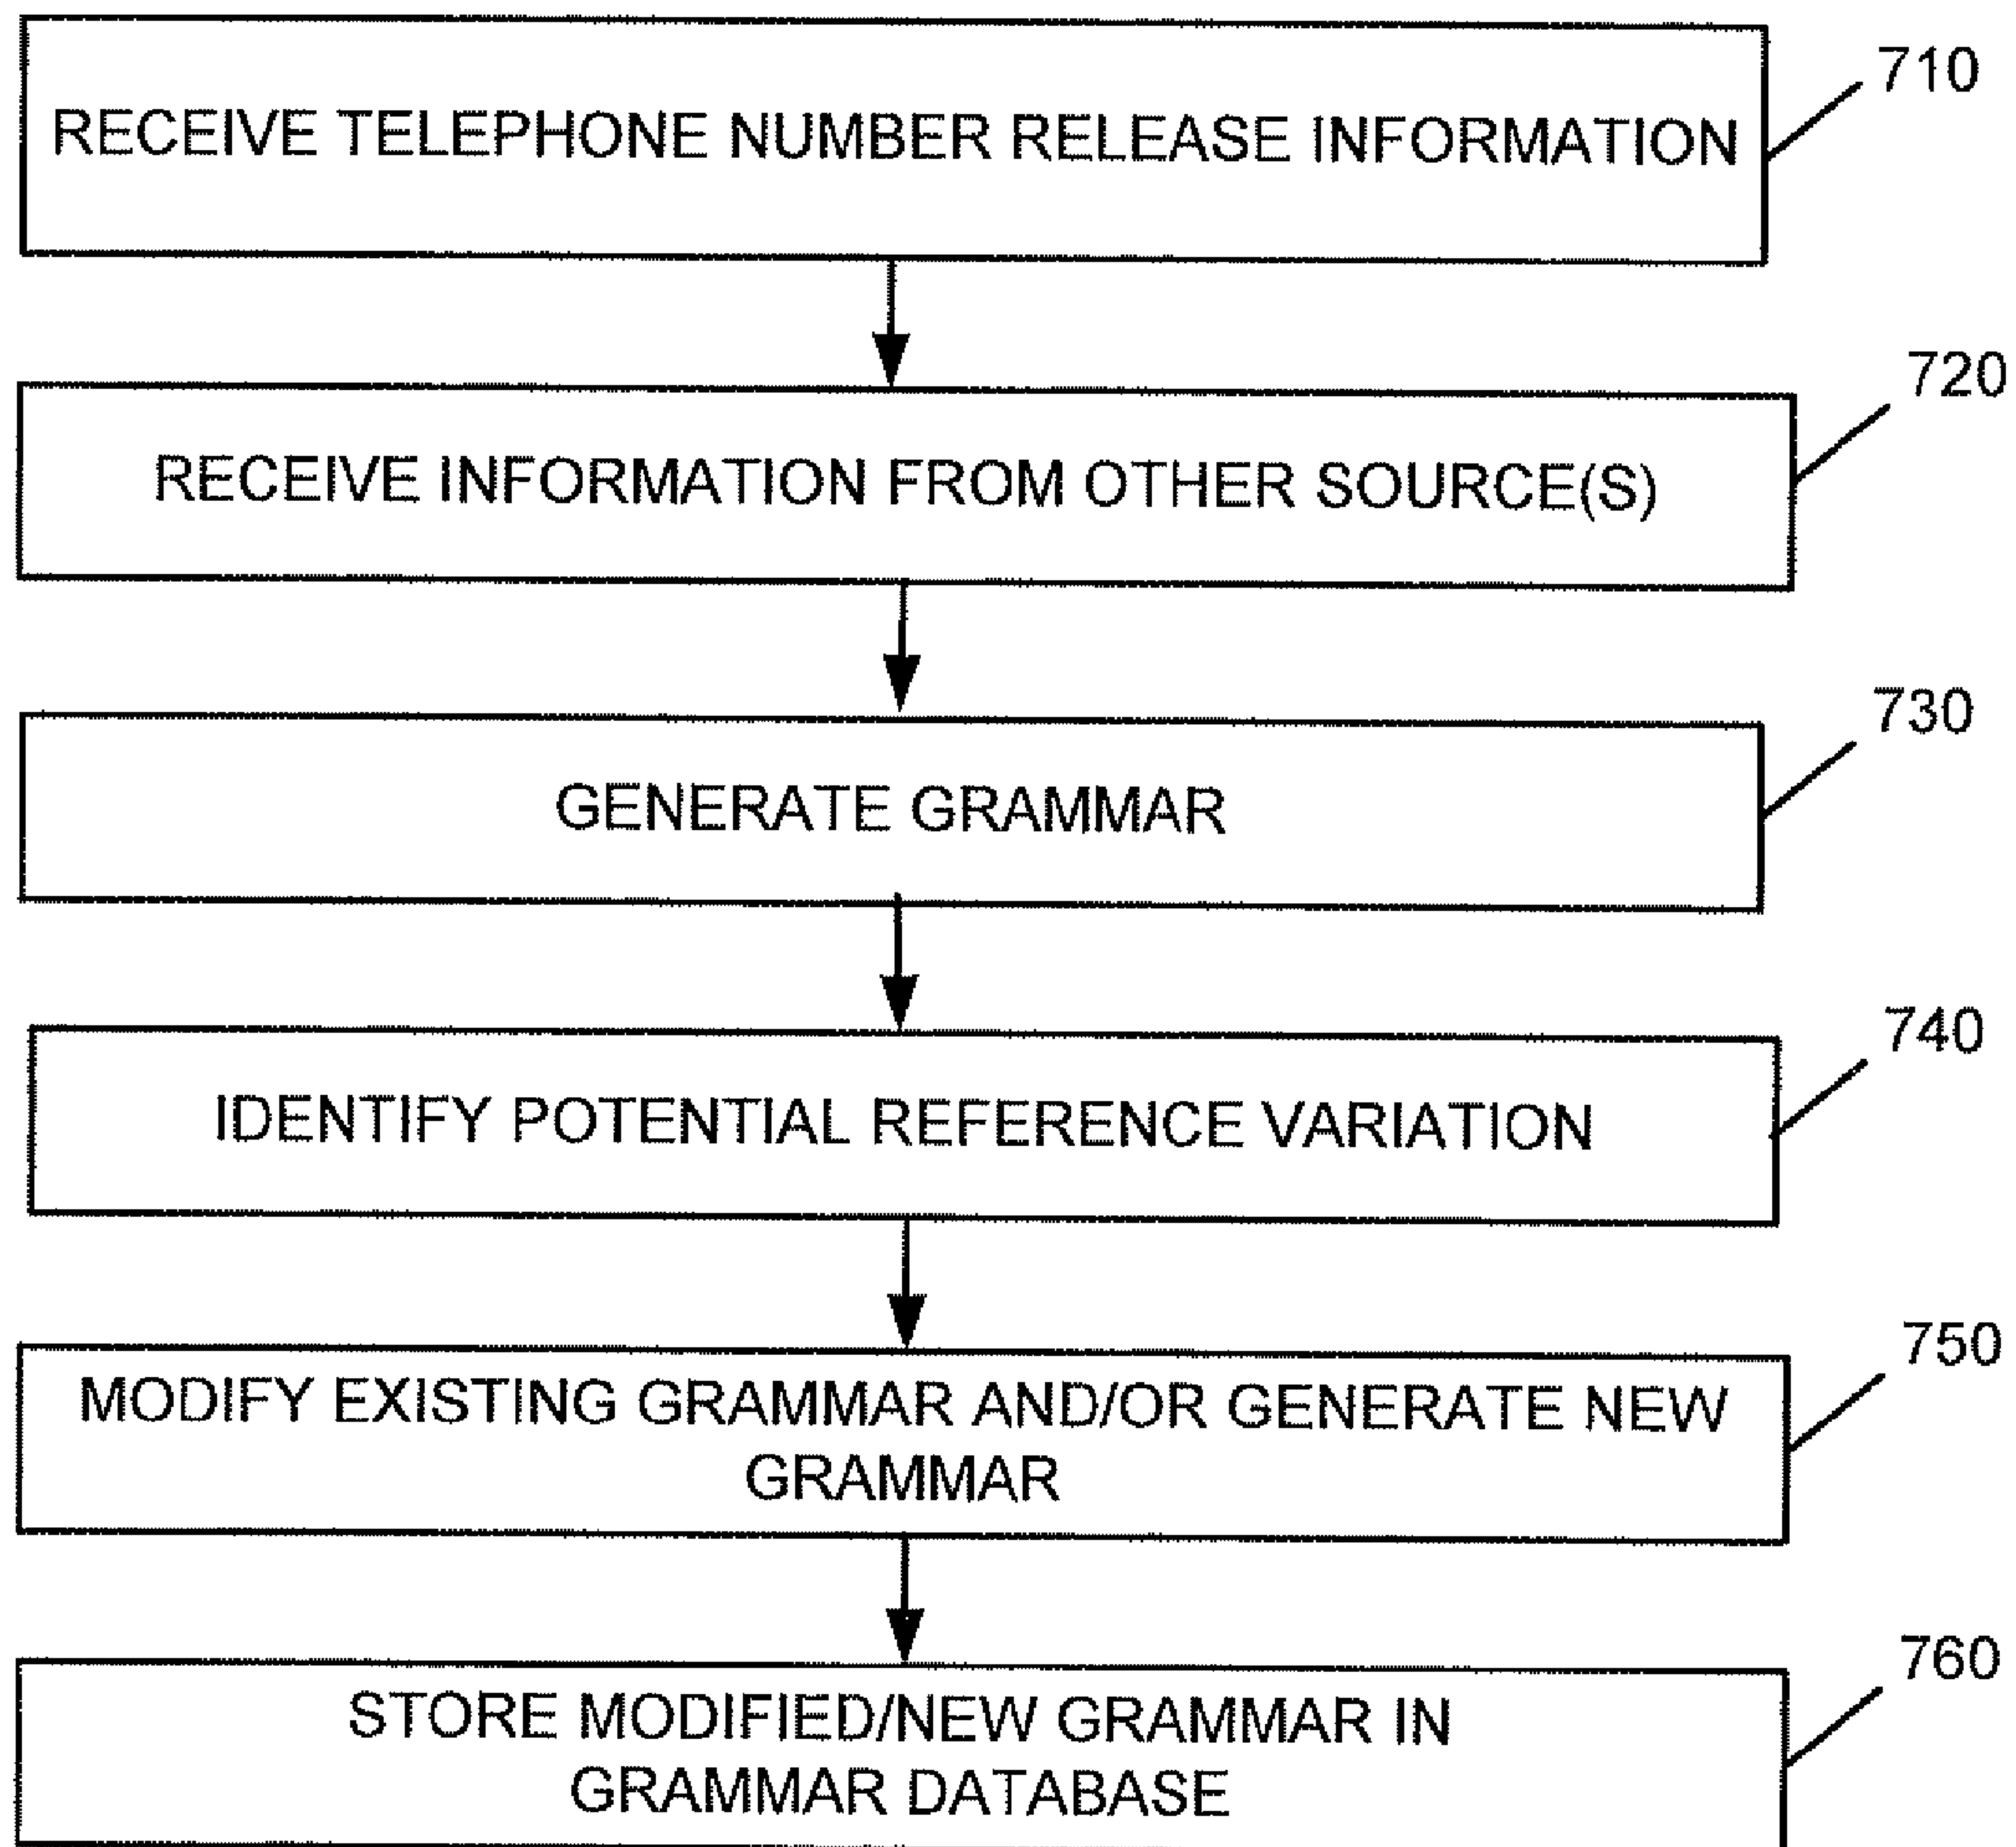 710
RECEIVE TELEPHONE NUMBER RELEASE INFORMATION
720
RECEIVE INFORMATION FROM OTHER SOURCE(S)
730
GENERATE GRAMMAR
740
IDENTIFY POTENTIAL REFERENCE VARIATION
750
MODIFY EXISTING GRAMMAR AND/OR GENERATE NEW
GRAMMAR
760
STORE MODIFIED/NEW GRAMMAR IN
GRAMMAR DATABASE